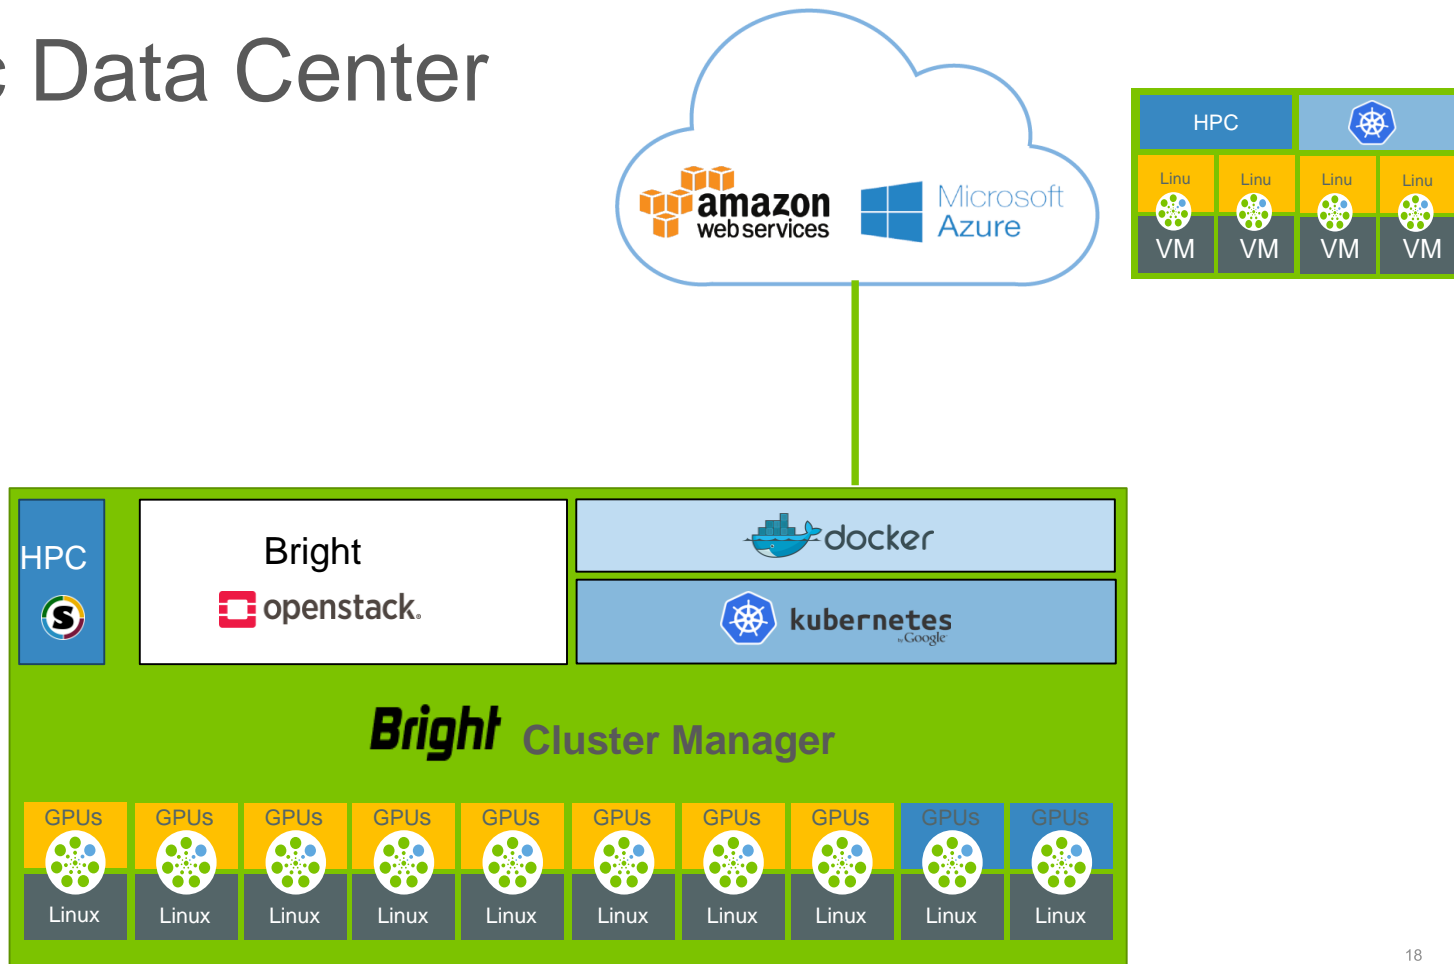 c Data Center
HPC
Linu Linu Linu Linu
VM VM VM VM
amazon
web services
Microsoft
Azure
HPC
S
Bright
openstack.
docker
kubernetes
by Google
Bright Cluster Manager
GPUs GPUs GPUs GPUs GPUs GPUs GPUs GPUs GPUs GPUs
Linux Linux Linux Linux Linux Linux Linux Linux Linux Linux
18